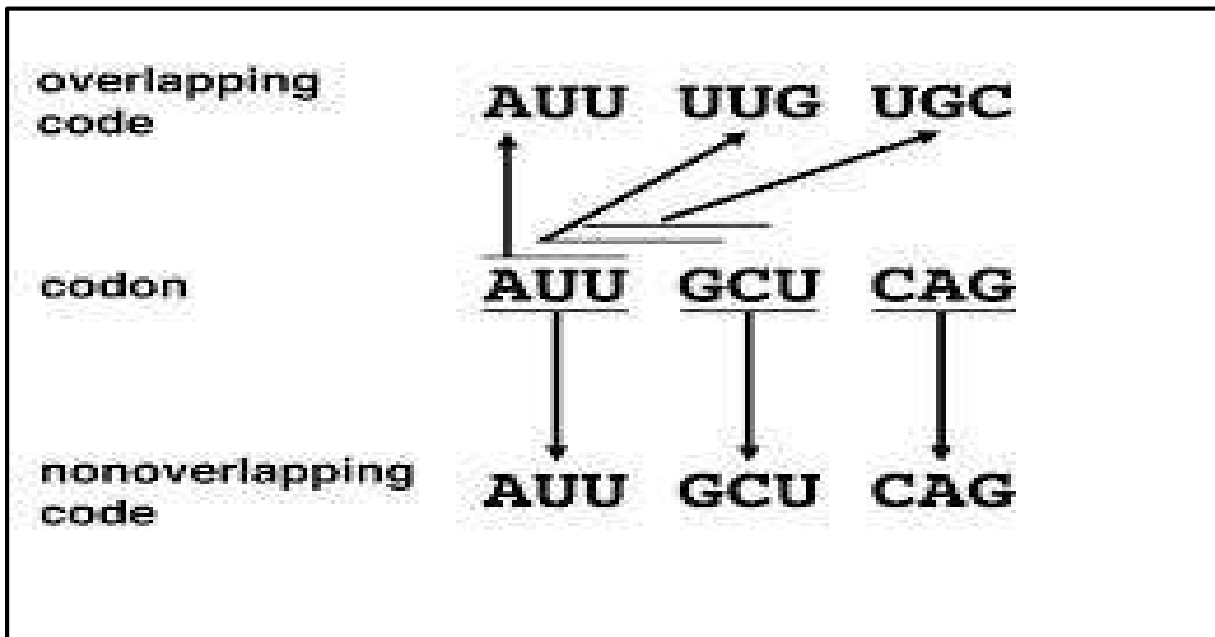 overlapping
code
AUU UUG UGC
codon
AUU GCU CAG
nonoverlapping
code
AUU GCU CAG